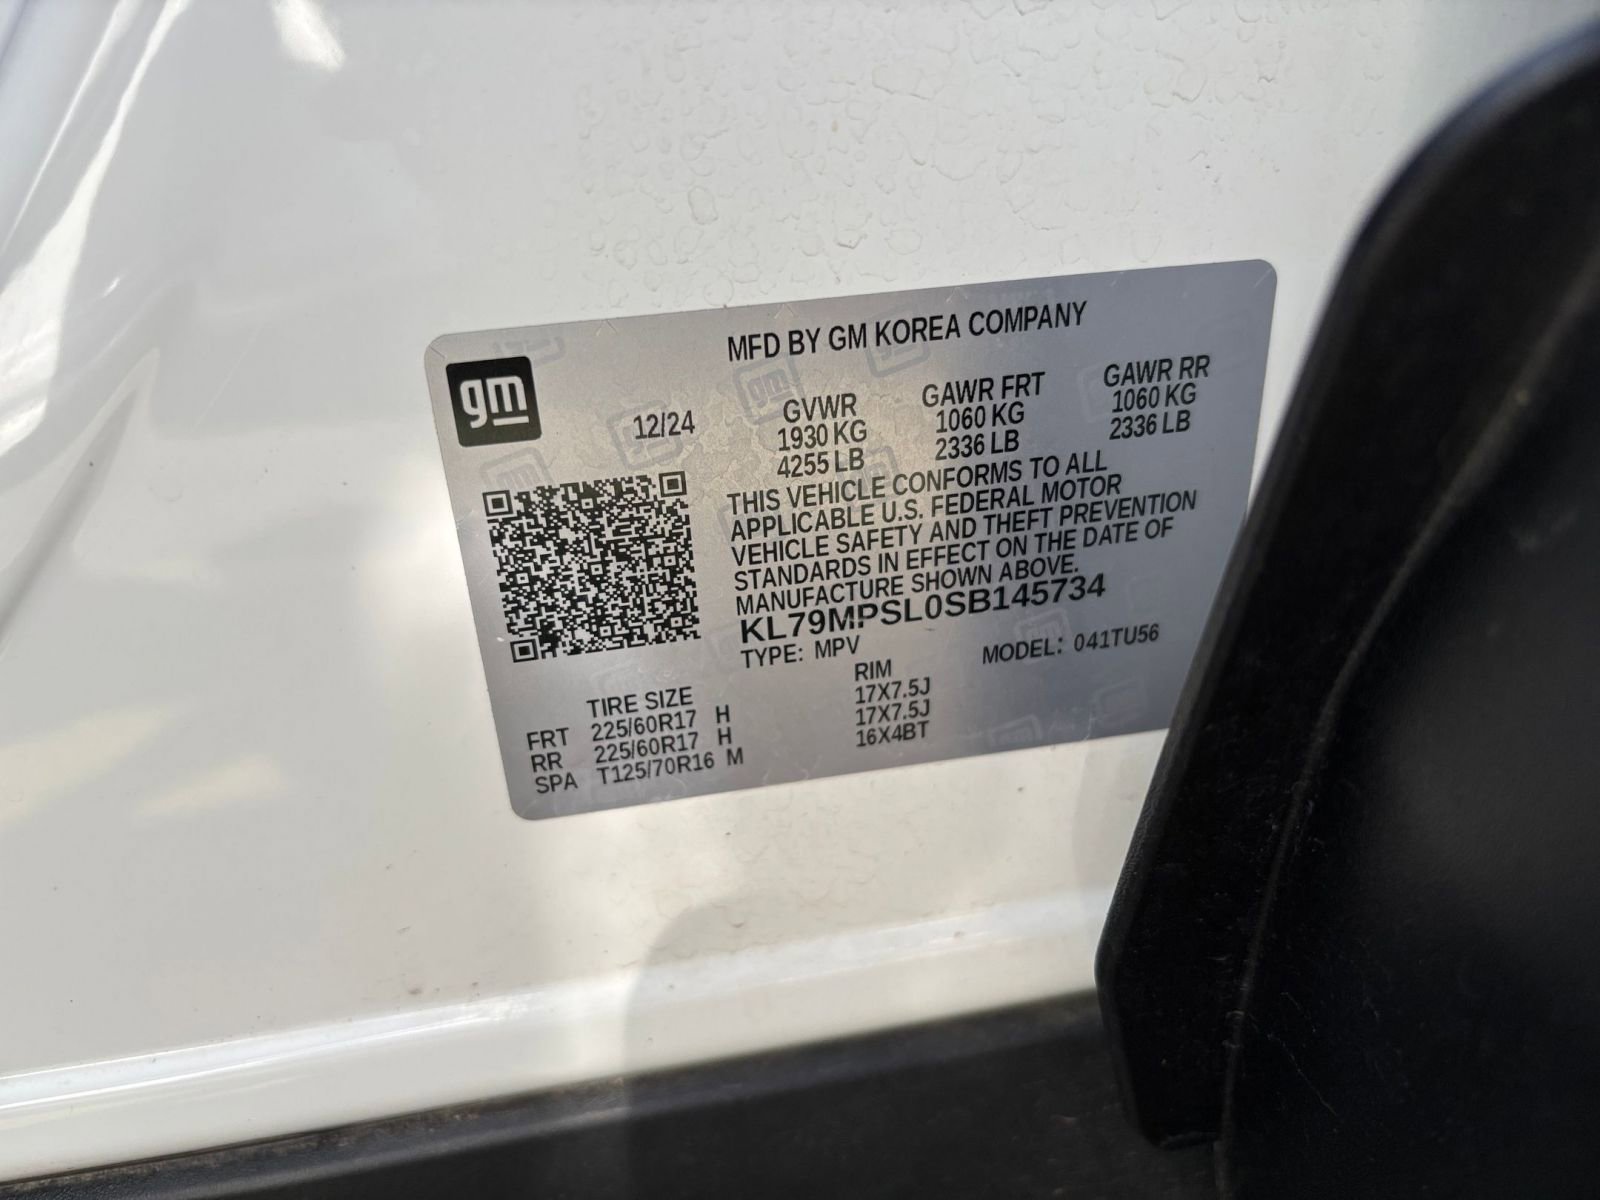 MFD BY GM KOREA COMPANY
gm
12/24
GVWR GAWR FRT GAWR RR
1930 KG 1060 KG 1060 KG
4255 LB 2336 LB 2336 LB
THIS VEHICLE CONFORMS TO ALL
APPLICABLE U.S. FEDERAL MOTOR
VEHICLE SAFETY AND THEFT PREVENTION
STANDARDS IN EFFECT ON THE DATE OF
MANUFACTURE SHOWN ABOVE.
KL79MPSL0SB145734
TYPE: MPV MODEL: 041TU56
TIRE SIZE RIM
FRT 225/60R17 H 17X7.5J
RR 225/60R17 H 17X7.5J
SPA T125/70R16 M 16X4BT